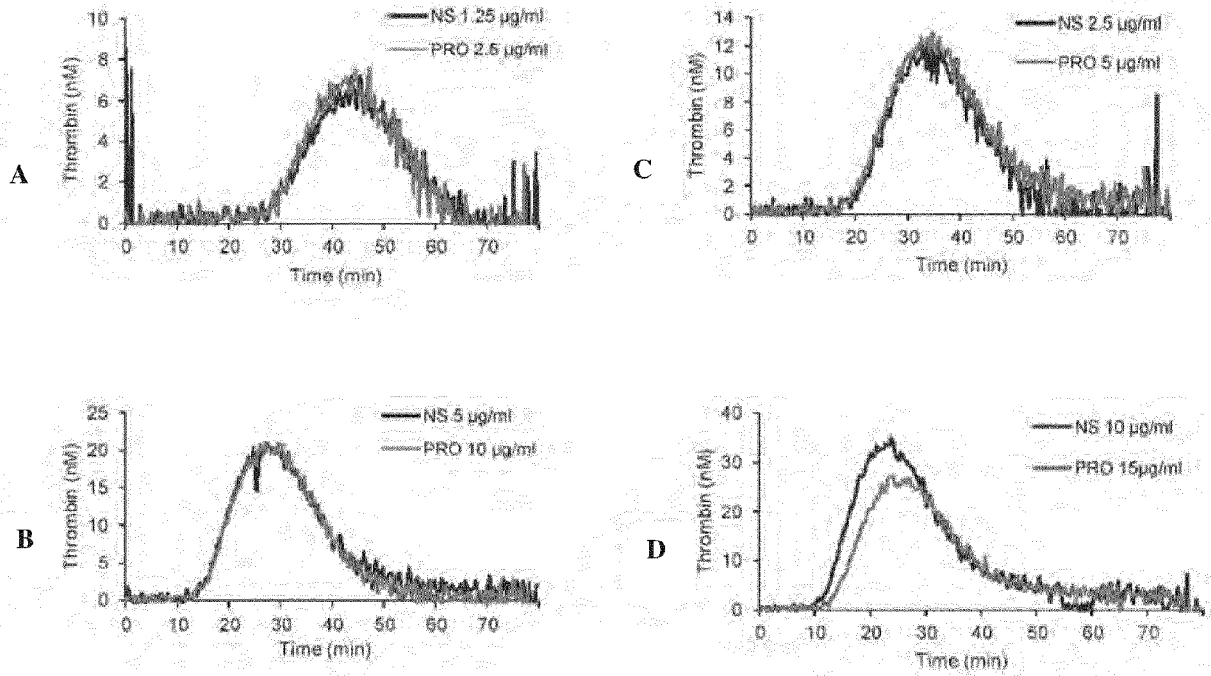 A
NS 1.25 µg/ml
PRO 2.5 µg/ml
Thrombin (nM)
10
8
6
4
2
0
0 10 20 30 40 50 60 70
Time (min)
C
NS 2.5 µg/ml
PRO 5 µg/ml
Thrombin (nM)
14
12
10
8
6
4
2
0
0 10 20 30 40 50 60 70
Time (min)
B
NS 5 µg/ml
PRO 10 µg/ml
Thrombin (nM)
25
20
15
10
5
0
0 10 20 30 40 50 60 70
Time (min)
D
NS 10 µg/ml
PRO 15µg/ml
Thrombin (nM)
40
30
20
10
0
0 10 20 30 40 50 60 70
Time (min)